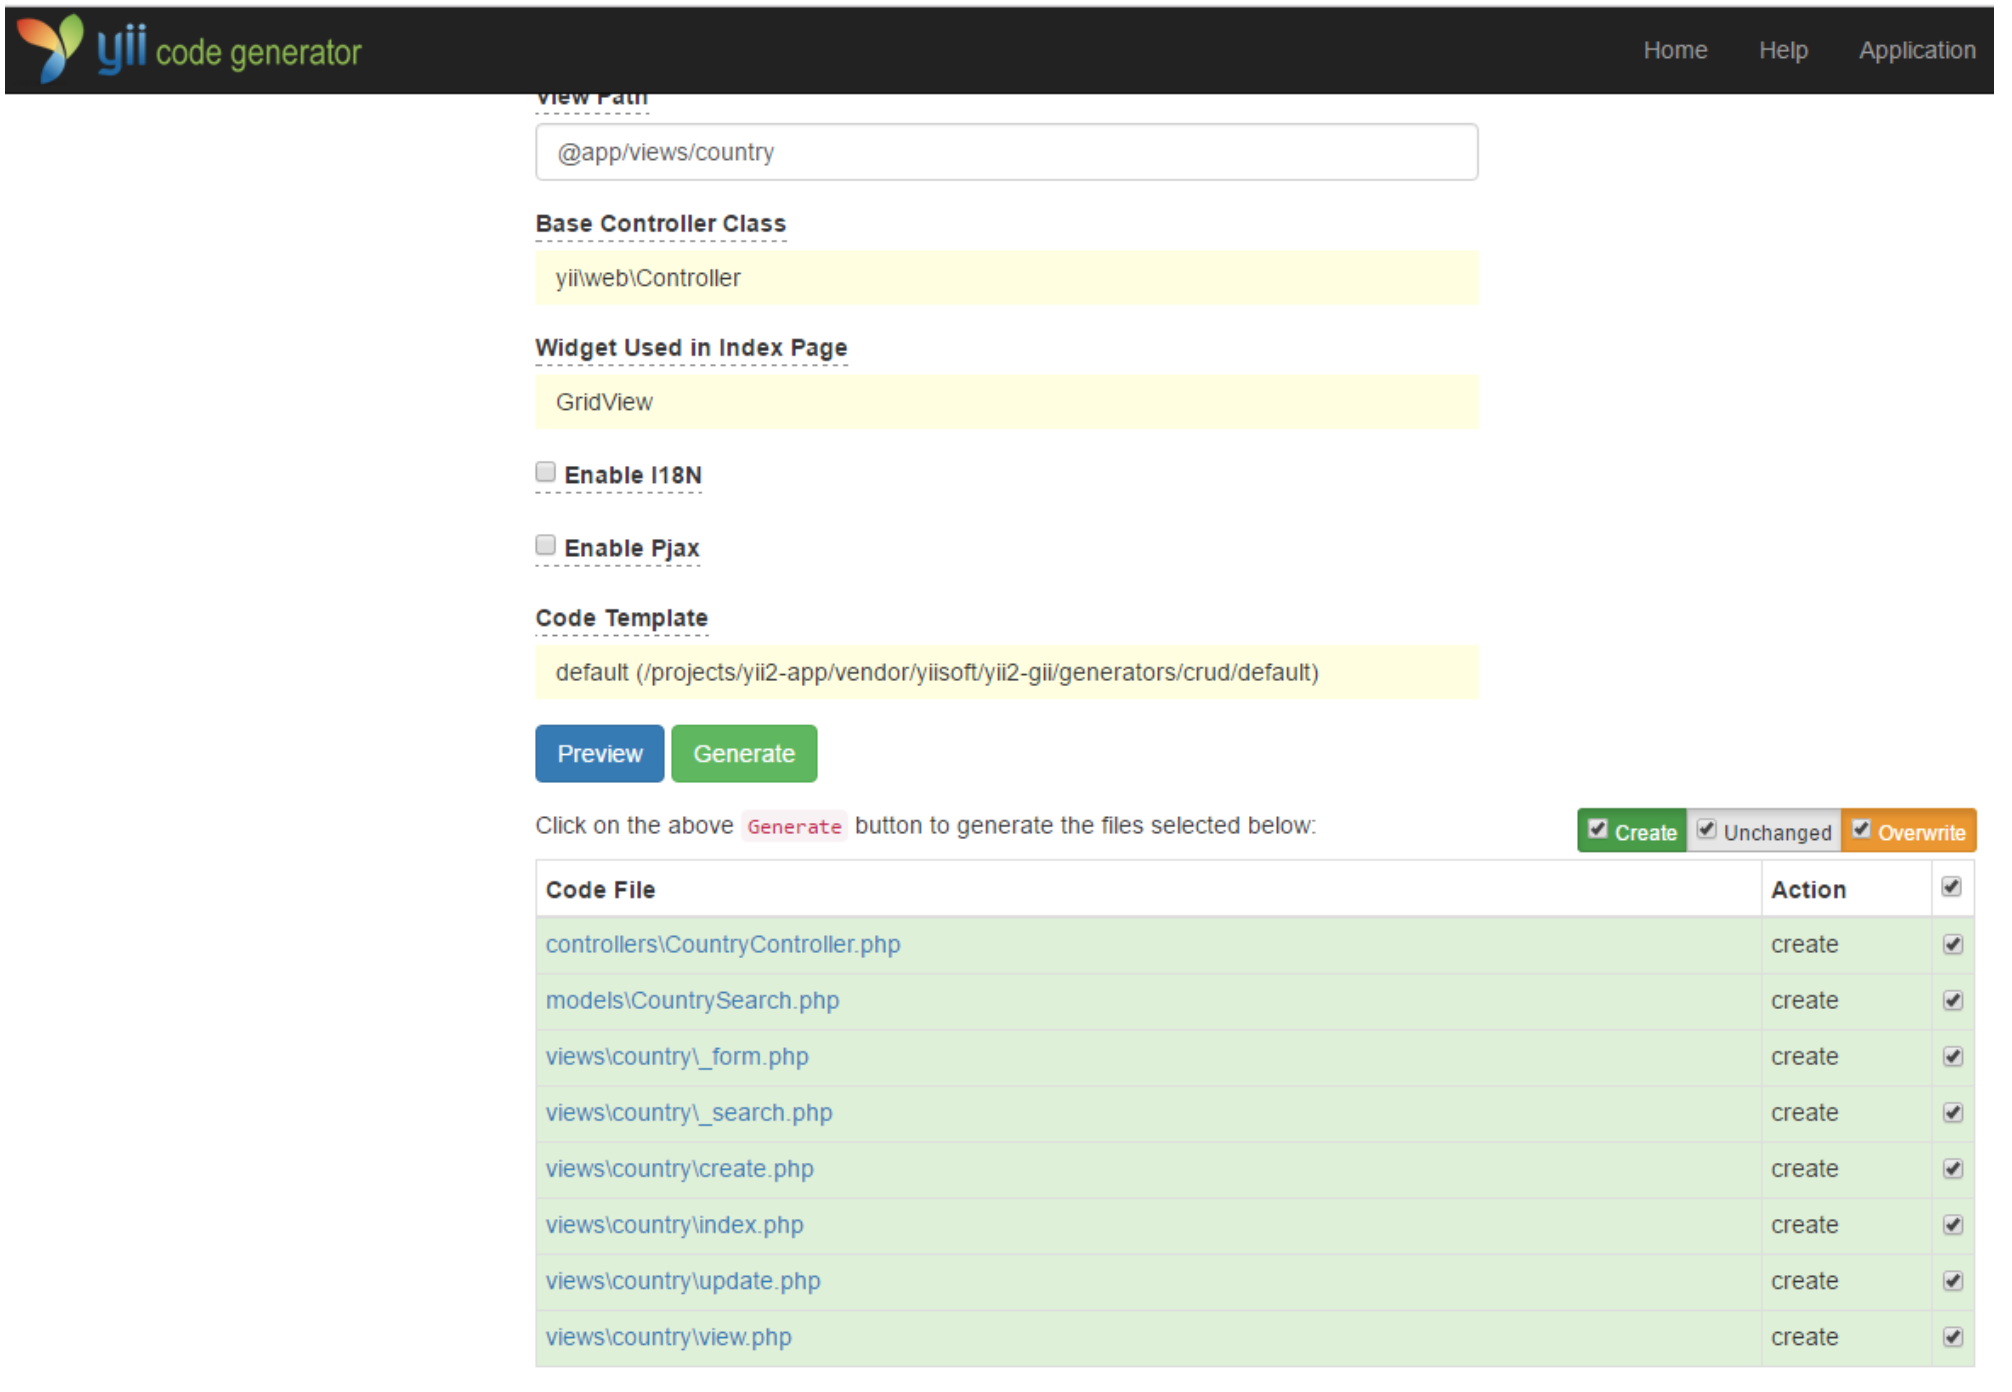 yii code generator
Home Help Application
View Path
@app/views/country
Base Controller Class
yii\web\Controller
Widget Used in Index Page
GridView
Enable I18N
Enable Pjax
Code Template
default (/projects/yii2-app/vendor/yiisoft/yii2-gii/generators/crud/default)
Preview Generate
Click on the above Generate button to generate the files selected below:
Create Unchanged Overwrite
Code File Action
controllers\CountryController.php create
models\CountrySearch.php create
views\country\_form.php create
views\country\_search.php create
views\country\create.php create
views\country\index.php create
views\country\update.php create
views\country\view.php create